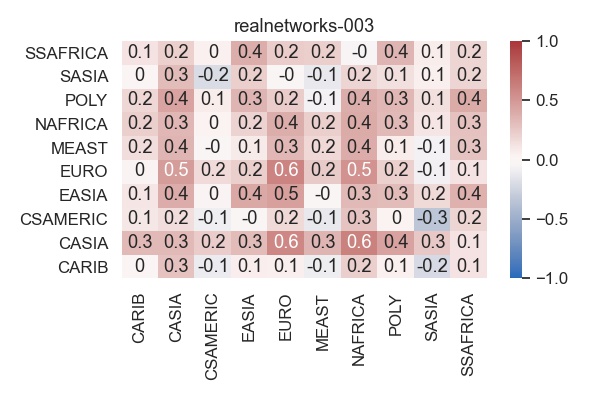 realnetworks-003
SSAFRICA 0.1 0.2 0 0.4 0.2 0.2 -0 0.4 0.1 0.2
SASIA 0 0.3 -0.2 0.2 -0 -0.1 0.2 0.1 0.1 0.2
POLY 0.2 0.4 0.1 0.3 0.2 -0.1 0.4 0.3 0.1 0.4
NAFRICA 0.2 0.3 0 0.2 0.4 0.2 0.4 0.3 0.1 0.3
MEAST 0.2 0.4 -0 0.1 0.3 0.2 0.4 0.1 -0.1 0.3
EURO 0 0.5 0.2 0.2 0.6 0.2 0.5 0.2 -0.1 0.1
EASIA 0.1 0.4 0 0.4 0.5 -0 0.3 0.3 0.2 0.4
CSAMERIC 0.1 0.2 -0.1 -0 0.2 -0.1 0.3 0 -0.3 0.2
CASIA 0.3 0.3 0.2 0.3 0.6 0.3 0.6 0.4 0.3 0.1
CARIB 0 0.3 -0.1 0.1 0.1 -0.1 0.2 0.1 -0.2 0.1
CARIB CASIA CSAMERIC EASIA EURO MEAST NAFRICA POLY SASIA SSAFRICA
1.0
0.5
0.0
−0.5
−1.0